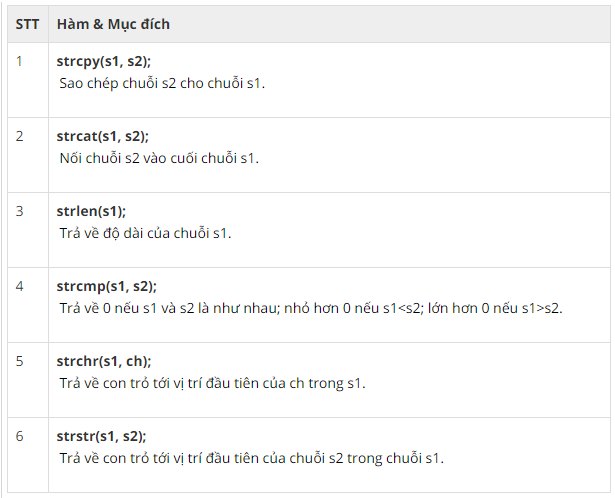 STT Hàm & Mục đích
1 strcpy(s1, s2);
Sao chép chuỗi s2 cho chuỗi s1.
2 strcat(s1, s2);
Nối chuỗi s2 vào cuối chuỗi s1.
3 strlen(s1);
Trả về độ dài của chuỗi s1.
4 strcmp(s1, s2);
Trả về 0 nếu s1 và s2 là như nhau; nhỏ hơn 0 nếu s1<s2; lớn hơn 0 nếu s1>s2.
5 strchr(s1, ch);
Trả về con trỏ tới vị trí đầu tiên của ch trong s1.
6 strstr(s1, s2);
Trả về con trỏ tới vị trí đầu tiên của chuỗi s2 trong chuỗi s1.